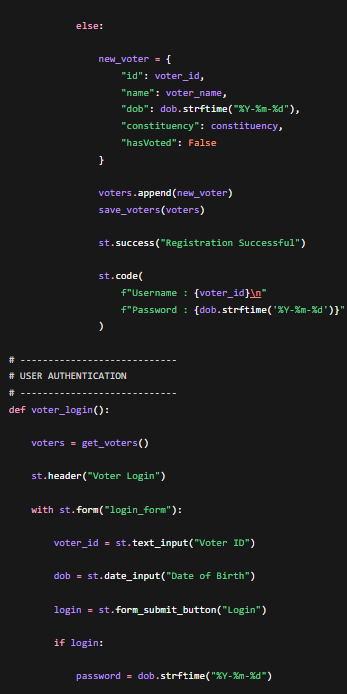 else:
new_voter = {
"id": voter_id,
"name": voter_name,
"dob": dob.strftime("%Y-%m-%d"),
"constituency": constituency,
"hasVoted": False
}
voters.append(new_voter)
save_voters(voters)
st.success("Registration Successful")
st.code(
f"Username : {voter_id}\n"
f"Password : {dob.strftime('%Y-%m-%d')}"
)
# ----------------------------
# USER AUTHENTICATION
# ----------------------------
def voter_login():
voters = get_voters()
st.header("Voter Login")
with st.form("login_form"):
voter_id = st.text_input("Voter ID")
dob = st.date_input("Date of Birth")
login = st.form_submit_button("Login")
if login:
password = dob.strftime("%Y-%m-%d")